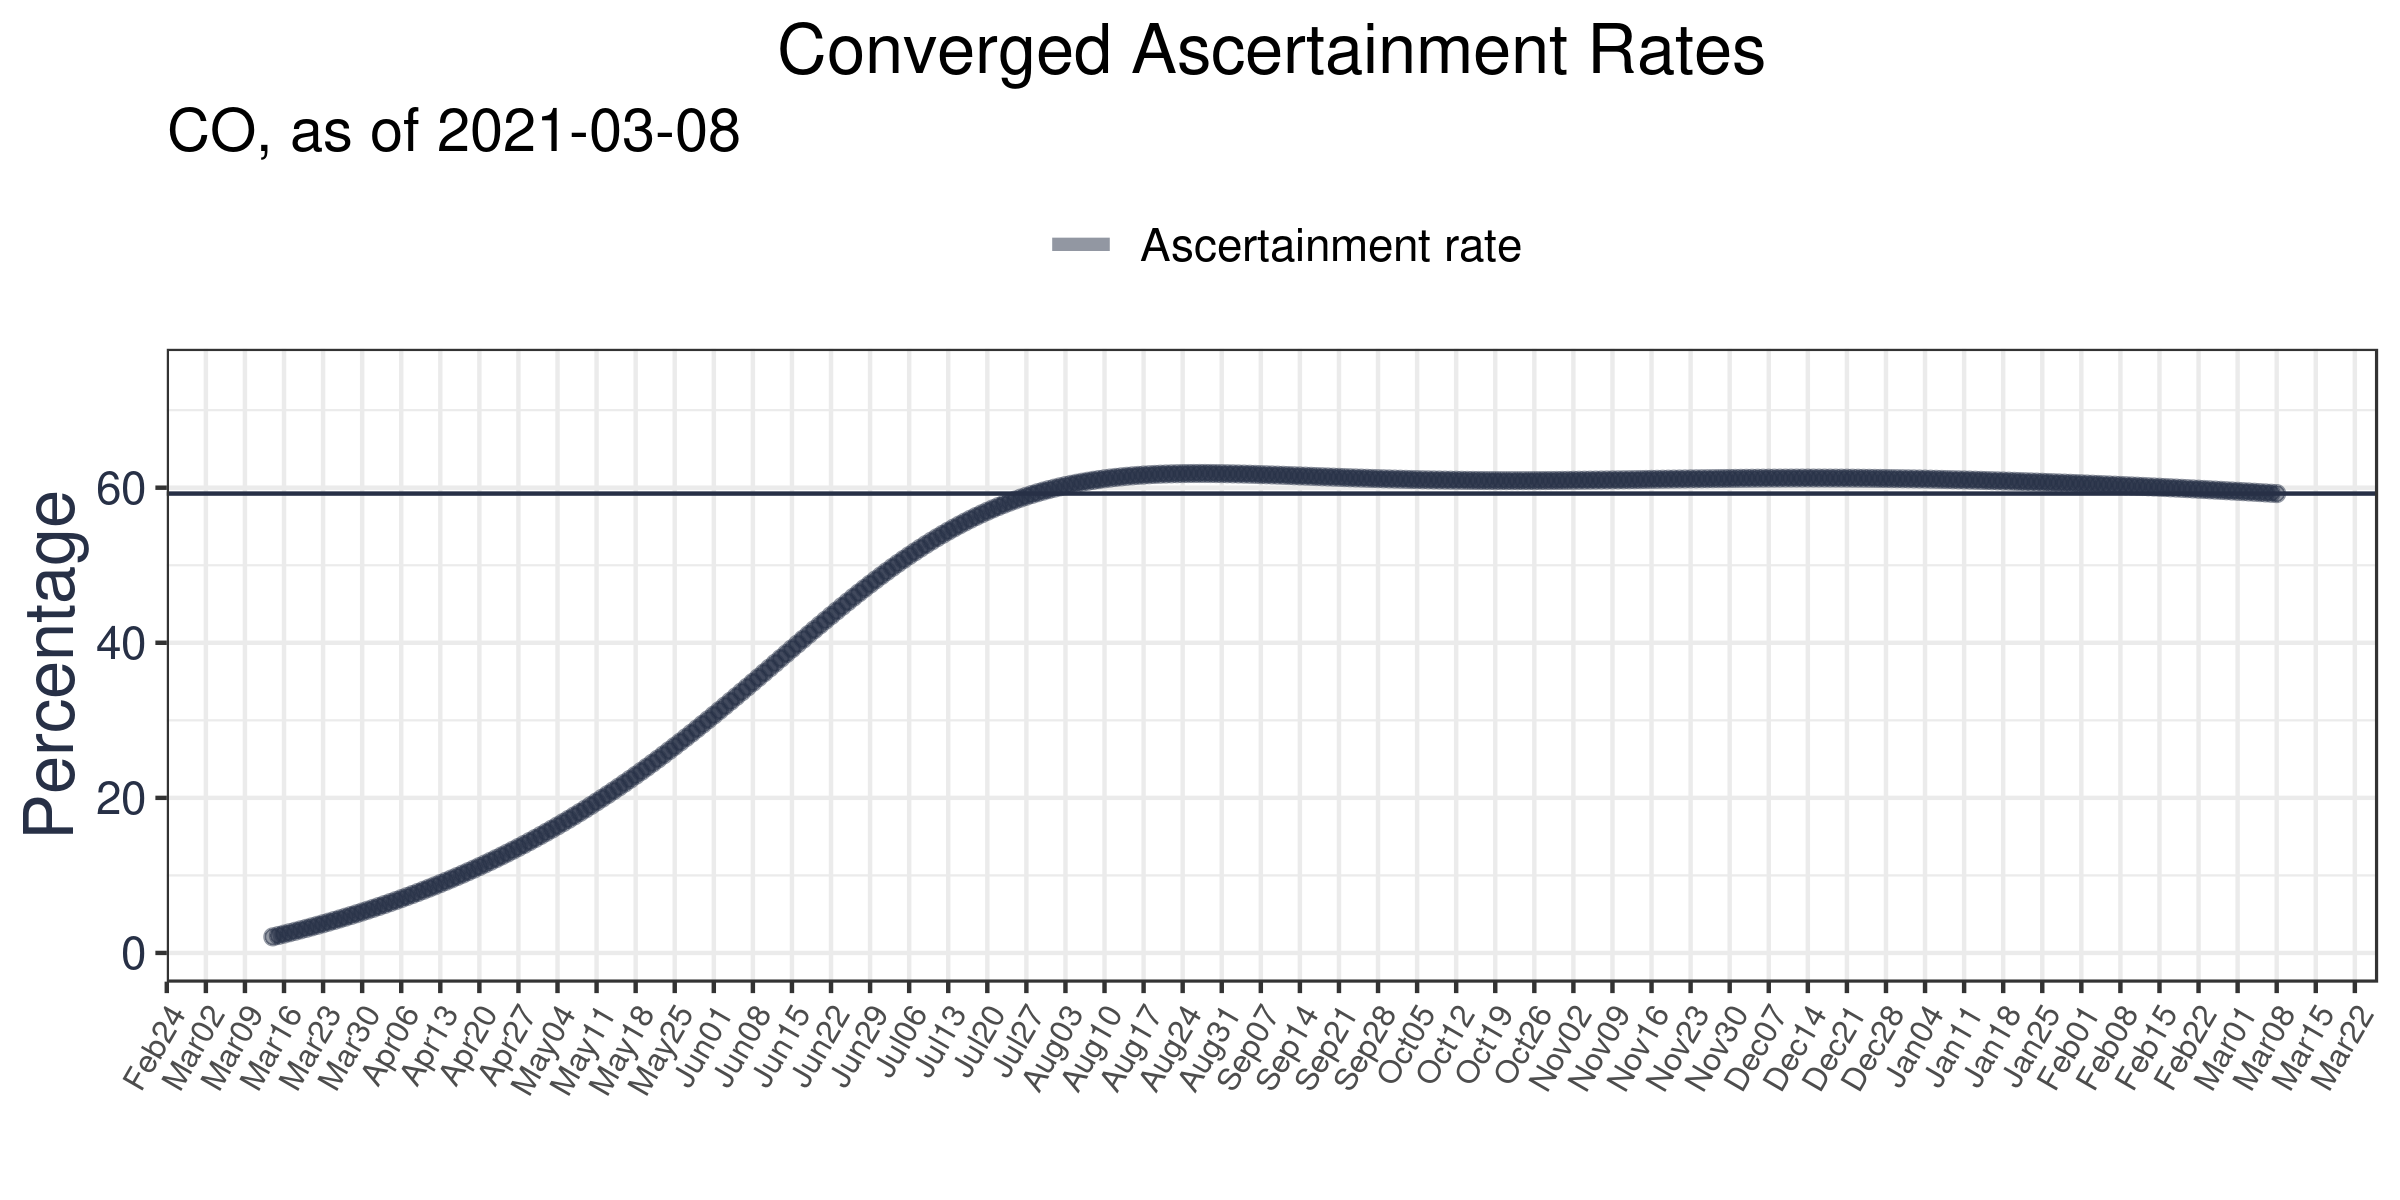 Converged Ascertainment Rates
CO, as of 2021-03-08
Ascertainment rate
Percentage
60
40
20
0
Feb24
Mar02
Mar09
Mar16
Mar23
Mar30
Apr06
Apr13
Apr20
Apr27
May04
May11
May18
May25
Jun01
Jun08
Jun15
Jun22
Jun29
Jul06
Jul13
Jul20
Jul27
Aug03
Aug10
Aug17
Aug24
Aug31
Sep07
Sep14
Sep21
Sep28
Oct05
Oct12
Oct19
Oct26
Nov02
Nov09
Nov16
Nov23
Nov30
Dec07
Dec14
Dec21
Dec28
Jan04
Jan11
Jan18
Jan25
Feb01
Feb08
Feb15
Feb22
Mar01
Mar08
Mar15
Mar22